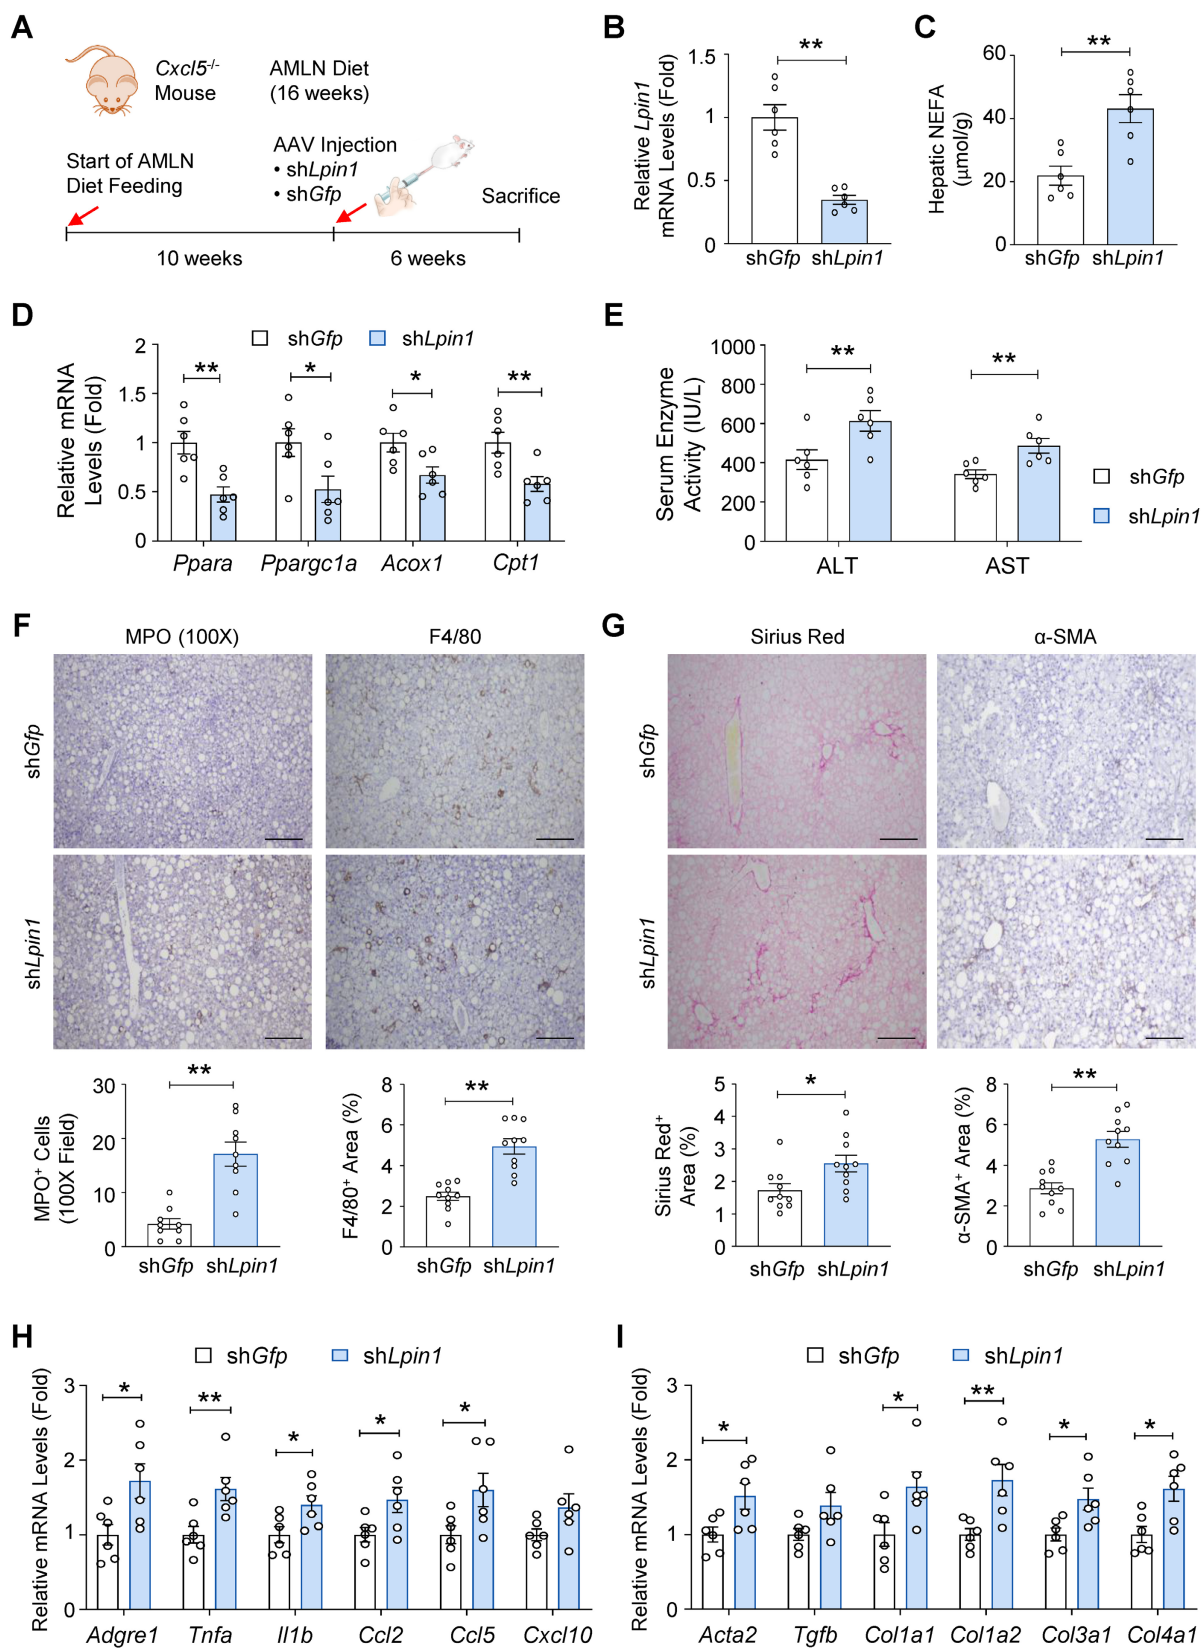 A
Cxcl5-/-
Mouse
AMLN Diet
(16 weeks)
Start of AMLN
Diet Feeding
AAV Injection
• shLpin1
• shGfp
Sacrifice
10 weeks
6 weeks
B
Relative Lpin1
mRNA Levels (Fold)
1.5
1
0.5
0
**
shGfp
shLpin1
C
Hepatic NEFA
(μmol/g)
60
40
20
0
**
shGfp
shLpin1
D
shGfp
shLpin1
Relative mRNA
Levels (Fold)
2
1.5
1
0.5
0
**
*
*
**
Ppara
Ppargc1a
Acox1
Cpt1
E
Serum Enzyme
Activity (IU/L)
1000
800
600
400
200
0
**
**
ALT
AST
shGfp
shLpin1
F
MPO (100X)
F4/80
shGfp
shLpin1
MPO+ Cells
(100X Field)
30
20
10
0
**
shGfp
shLpin1
F4/80+ Area (%)
8
6
4
2
0
**
shGfp
shLpin1
G
Sirius Red
α-SMA
shGfp
shLpin1
Sirius Red+
Area (%)
5
4
3
2
1
0
*
shGfp
shLpin1
α-SMA+ Area (%)
8
6
4
2
0
**
shGfp
shLpin1
H
shGfp
shLpin1
Relative mRNA Levels (Fold)
3
2
1
0
*
**
*
*
*
Adgre1
Tnfa
Il1b
Ccl2
Ccl5
Cxcl10
I
shGfp
shLpin1
Relative mRNA Levels (Fold)
3
2
1
0
*
*
**
*
*
Acta2
Tgfb
Col1a1
Col1a2
Col3a1
Col4a1